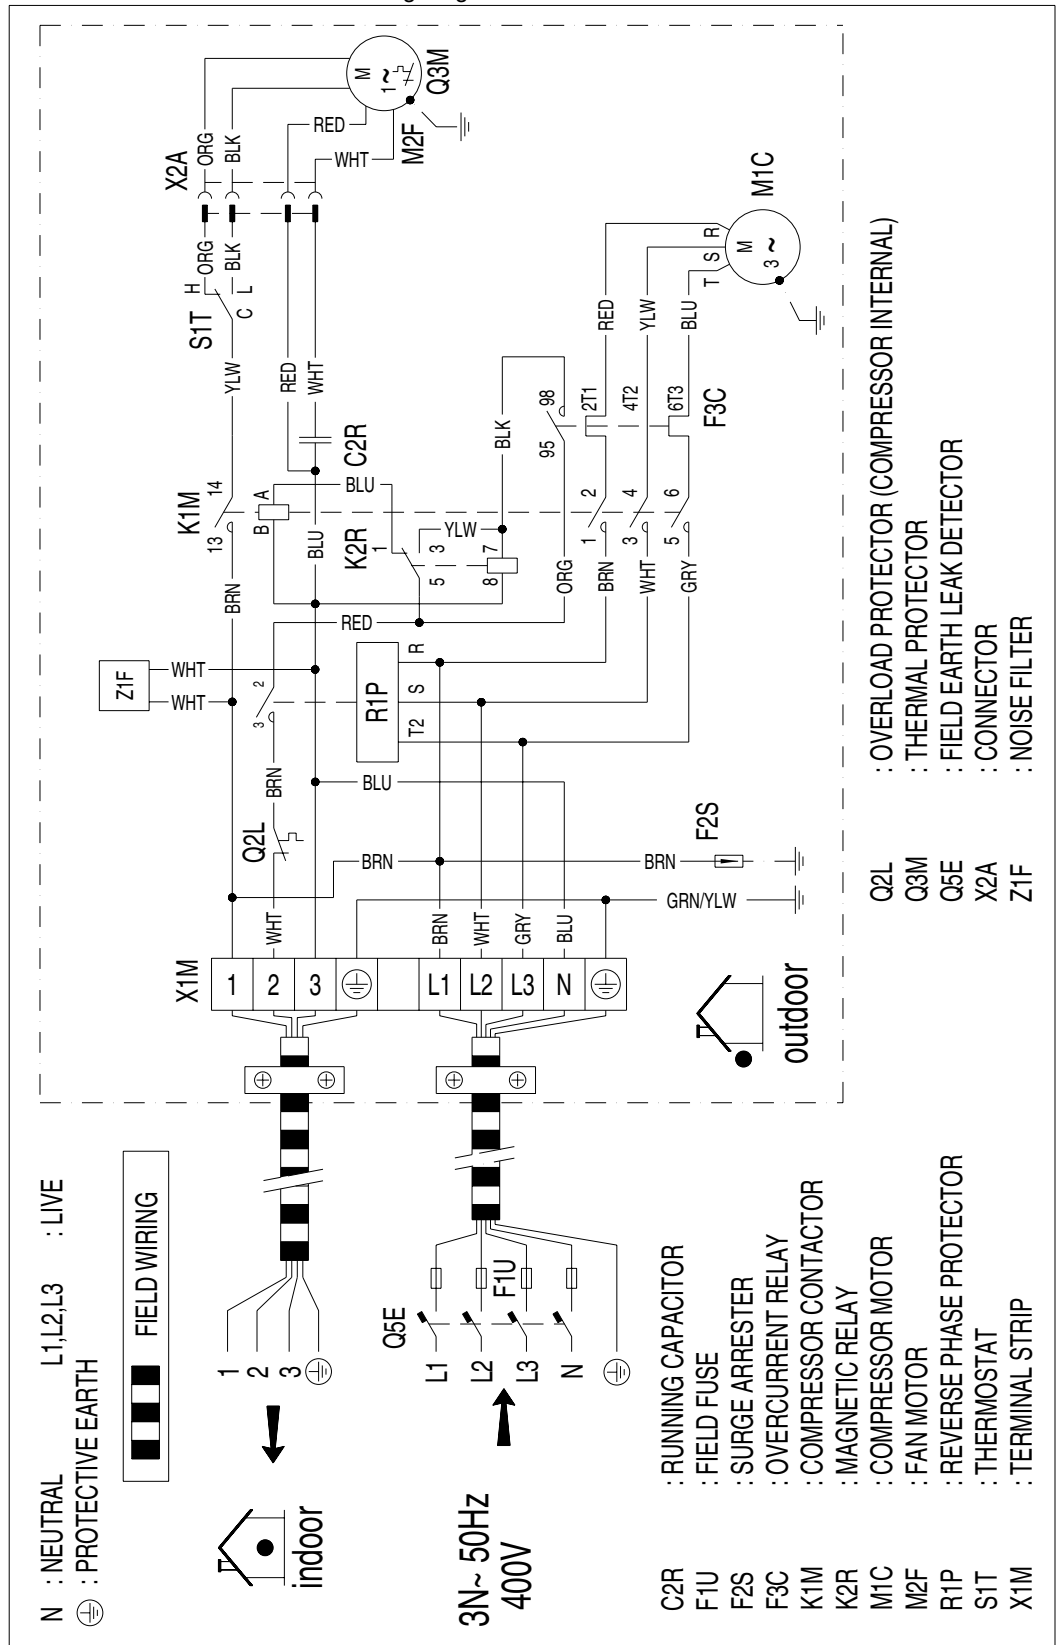 N : NEUTRAL L1,L2,L3 : LIVE
: PROTECTIVE EARTH
FIELD WIRING
indoor
1
2
3
3N~ 50Hz
400V
Q5E
L1
L2
L3
N
F1U
X1M
1
2
3
L1
L2
L3
N
outdoor
WHT
Q2L
BRN
3
2
RED
BRN
BLU
BRN
WHT
GRY
BLU
BRN
F2S
GRN/YLW
Z1F
WHT
WHT
R1P
R
S
T2
BRN
K1M
13
14
B
A
BLU
BLU
K2R
1
5
3
YLW
8
7
C2R
YLW
RED
WHT
BLK
ORG
95
98
BRN
WHT
GRY
1
2
3
4
5
6
2T1
4T2
6T3
F3C
RED
YLW
BLU
R
S
T
M
3 ~
M1C
S1T
H
L
C
ORG
BLK
X2A
ORG
BLK
RED
WHT
M
1~
Q3M
M2F
C2R : RUNNING CAPACITOR
F1U : FIELD FUSE
F2S : SURGE ARRESTER
F3C : OVERCURRENT RELAY
K1M : COMPRESSOR CONTACTOR
K2R : MAGNETIC RELAY
M1C : COMPRESSOR MOTOR
M2F : FAN MOTOR
R1P : REVERSE PHASE PROTECTOR
S1T : THERMOSTAT
X1M : TERMINAL STRIP
Q2L : OVERLOAD PROTECTOR (COMPRESSOR INTERNAL)
Q3M : THERMAL PROTECTOR
Q5E : FIELD EARTH LEAK DETECTOR
X2A : CONNECTOR
Z1F : NOISE FILTER